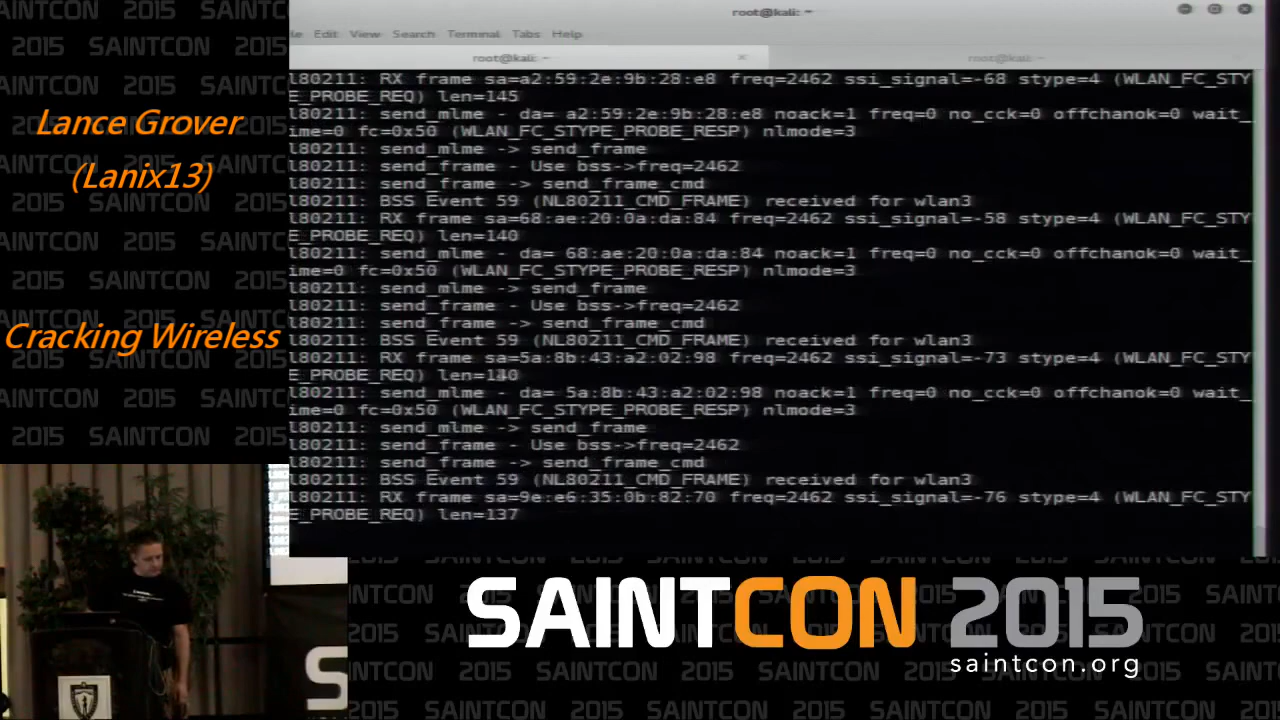 Lance Grover
(Lanix13)
Cracking Wireless
root@kali: ~
Edit View Search Terminal Tabs Help
root@kali: ~
root@kali: ~
l80211: RX frame sa=a2:59:2e:9b:28:e8 freq=2462 ssi_signal=-68 stype=4 (WLAN_FC_STY
E_PROBE_REQ) len=145
l80211: send_mlme - da= a2:59:2e:9b:28:e8 noack=1 freq=0 no_cck=0 offchanok=0 wait_
ime=0 fc=0x50 (WLAN_FC_STYPE_PROBE_RESP) nlmode=3
l80211: send_mlme -> send_frame
l80211: send_frame - Use bss->freq=2462
l80211: send_frame -> send_frame_cmd
l80211: BSS Event 59 (NL80211_CMD_FRAME) received for wlan3
l80211: RX frame sa=68:ae:20:0a:da:84 freq=2462 ssi_signal=-58 stype=4 (WLAN_FC_STY
E_PROBE_REQ) len=140
l80211: send_mlme - da= 68:ae:20:0a:da:84 noack=1 freq=0 no_cck=0 offchanok=0 wait_
ime=0 fc=0x50 (WLAN_FC_STYPE_PROBE_RESP) nlmode=3
l80211: send_mlme -> send_frame
l80211: send_frame - Use bss->freq=2462
l80211: send_frame -> send_frame_cmd
l80211: BSS Event 59 (NL80211_CMD_FRAME) received for wlan3
l80211: RX frame sa=5a:8b:43:a2:02:98 freq=2462 ssi_signal=-73 stype=4 (WLAN_FC_STY
E_PROBE_REQ) len=140
l80211: send_mlme - da= 5a:8b:43:a2:02:98 noack=1 freq=0 no_cck=0 offchanok=0 wait_
ime=0 fc=0x50 (WLAN_FC_STYPE_PROBE_RESP) nlmode=3
l80211: send_mlme -> send_frame
l80211: send_frame - Use bss->freq=2462
l80211: send_frame -> send_frame_cmd
l80211: BSS Event 59 (NL80211_CMD_FRAME) received for wlan3
l80211: RX frame sa=9e:e6:35:0b:82:70 freq=2462 ssi_signal=-76 stype=4 (WLAN_FC_STY
E_PROBE_REQ) len=137
SAINTCON 2015
saintcon.org